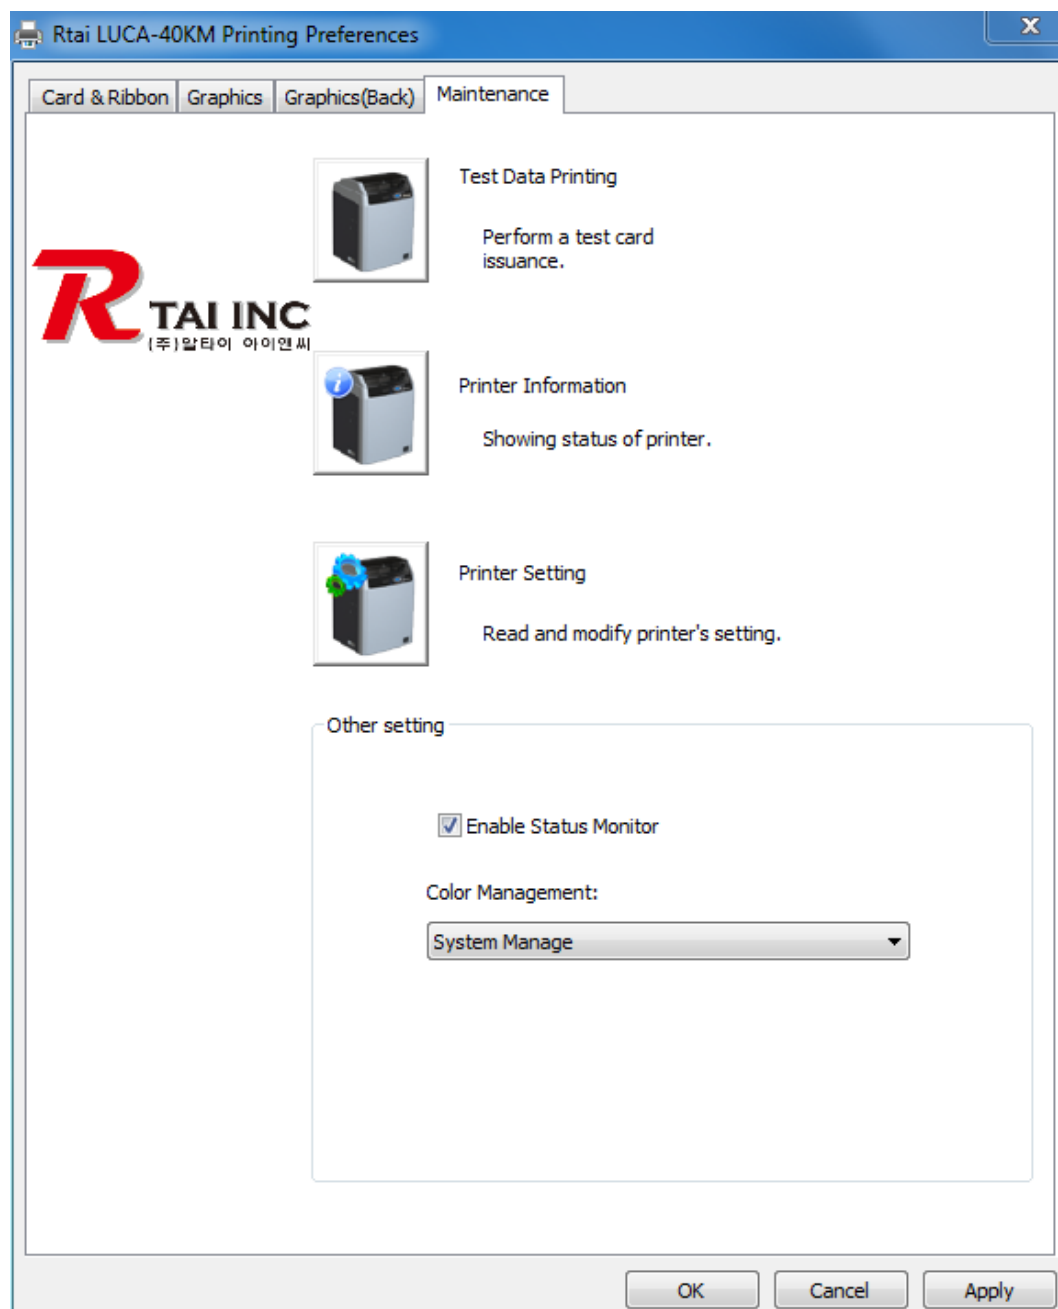 Rtai LUCA-40KM Printing Preferences
X
Card & Ribbon
Graphics
Graphics(Back)
Maintenance
Test Data Printing
Perform a test card
issuance.
RTAI INC
(주)알타이 아이앤씨
Printer Information
Showing status of printer.
Printer Setting
Read and modify printer's setting.
Other setting
Enable Status Monitor
Color Management:
System Manage
OK
Cancel
Apply